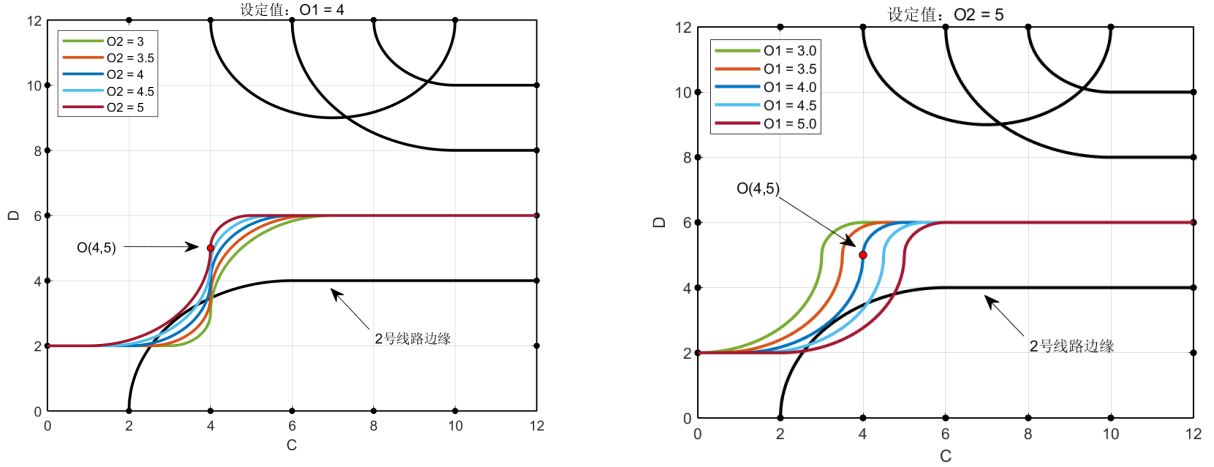 设定值：O1 = 4
12
10
8
6
4
2
0
D
O2 = 3
O2 = 3.5
O2 = 4
O2 = 4.5
O2 = 5
O(4,5)
2号线路边缘
0 2 4 6 8 10 12
C
设定值：O2 = 5
12
10
8
6
4
2
0
D
O1 = 3.0
O1 = 3.5
O1 = 4.0
O1 = 4.5
O1 = 5.0
O(4,5)
2号线路边缘
0 2 4 6 8 10 12
C